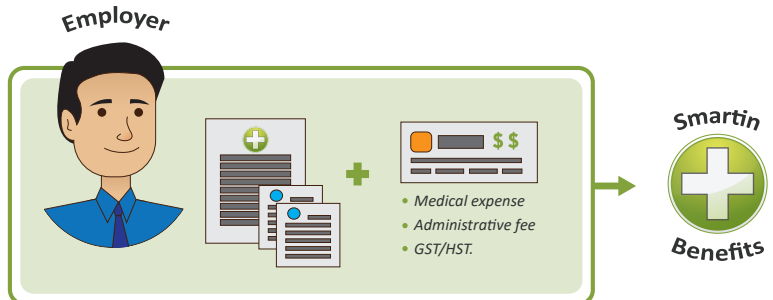 Employer
$ $
• Medical expense
• Administrative fee
• GST/HST.
Smartin
Benefits